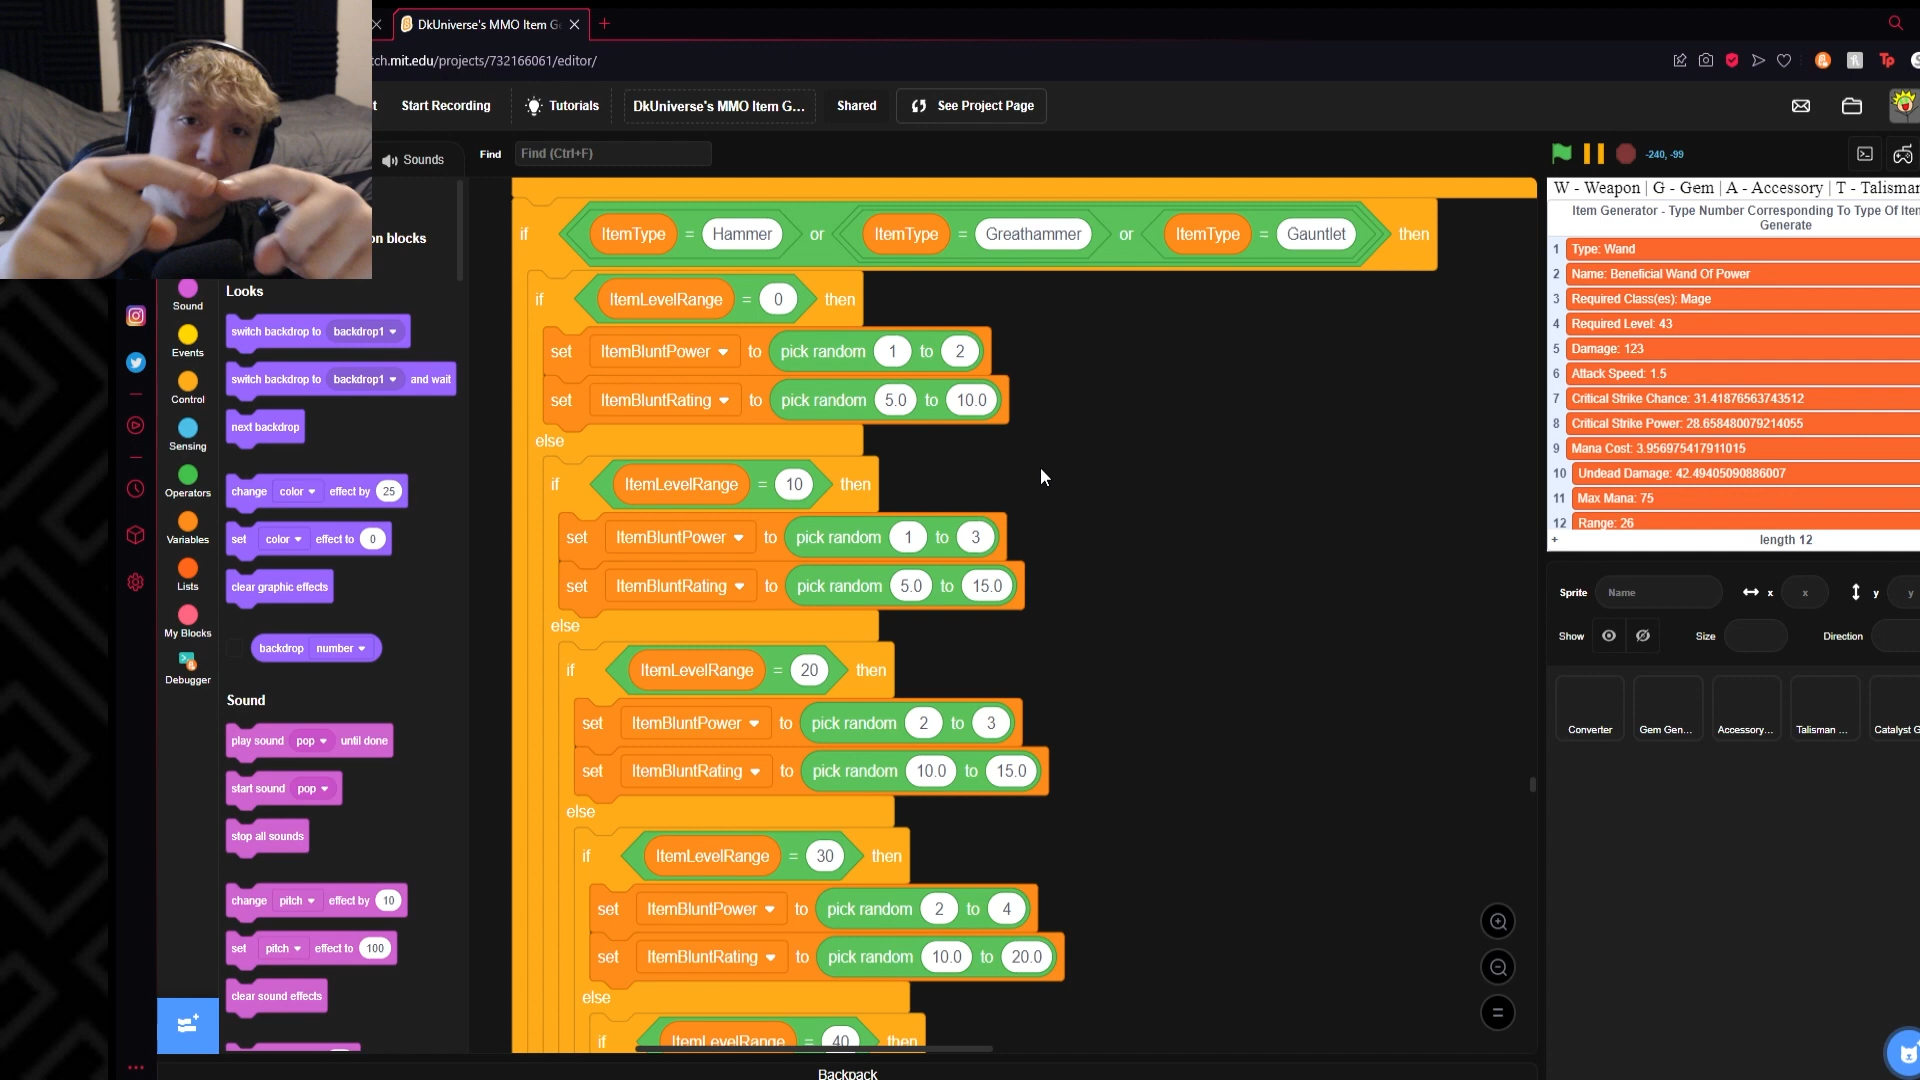 DkUniverse's MMO Item G
tch.mit.edu/projects/732166061/editor/
t
Start Recording
Tutorials
DkUniverse's MMO Item G...
Shared
See Project Page
Sounds
Find
Find (Ctrl+F)
-240, -99
on blocks
Looks
switch backdrop to backdrop1
switch backdrop to backdrop1 and wait
next backdrop
change color effect by 25
set color effect to 0
clear graphic effects
backdrop number
Sound
play sound pop until done
start sound pop
stop all sounds
change pitch effect by 10
set pitch effect to 100
clear sound effects
Sound
Events
Control
Sensing
Operators
Variables
Lists
My Blocks
Debugger
if ItemType = Hammer or ItemType = Greathammer or ItemType = Gauntlet then
if ItemLevelRange = 0 then
set ItemBluntPower to pick random 1 to 2
set ItemBluntRating to pick random 5.0 to 10.0
else
if ItemLevelRange = 10 then
set ItemBluntPower to pick random 1 to 3
set ItemBluntRating to pick random 5.0 to 15.0
else
if ItemLevelRange = 20 then
set ItemBluntPower to pick random 2 to 3
set ItemBluntRating to pick random 10.0 to 15.0
else
if ItemLevelRange = 30 then
set ItemBluntPower to pick random 2 to 4
set ItemBluntRating to pick random 10.0 to 20.0
else
if ItemLevelRange = 40 then
Backpack
W - Weapon | G - Gem | A - Accessory | T - Talisman
Item Generator - Type Number Corresponding To Type Of Item
Generate
1 Type: Wand
2 Name: Beneficial Wand Of Power
3 Required Class(es): Mage
4 Required Level: 43
5 Damage: 123
6 Attack Speed: 1.5
7 Critical Strike Chance: 31.41876563743512
8 Critical Strike Power: 28.658480079214055
9 Mana Cost: 3.956975417911015
10 Undead Damage: 42.49405090886007
11 Max Mana: 75
12 Range: 26
+ length 12
Sprite Name x x y y
Show Size Direction
Converter
Gem Gen...
Accessory...
Talisman ...
Catalyst G
Tp